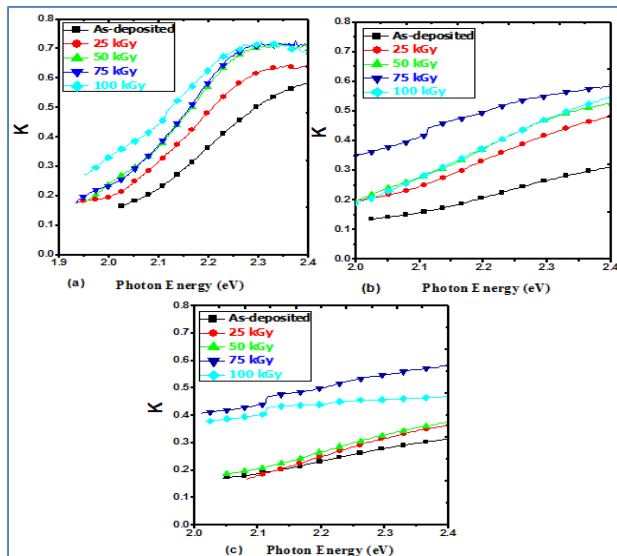 As-deposited
25 kGy
50 kGy
75 kGy
100 kGy
0.8
0.7
0.6
0.5
0.4
0.3
0.2
0.1
0.0
K
1.9 2.0 2.1 2.2 2.3 2.4
(a) Photon Energy (eV)
As-deposited
25 kGy
50 kGy
75 kGy
100 kGy
0.8
0.7
0.6
0.5
0.4
0.3
0.2
0.1
0.0
K
2.0 2.1 2.2 2.3 2.4
(b) Photon Energy (eV)
As-deposited
25 kGy
50 kGy
75 kGy
100 kGy
0.8
0.7
0.6
0.5
0.4
0.3
0.2
0.1
0.0
K
2.0 2.1 2.2 2.3 2.4
(c) Photon Energy (eV)